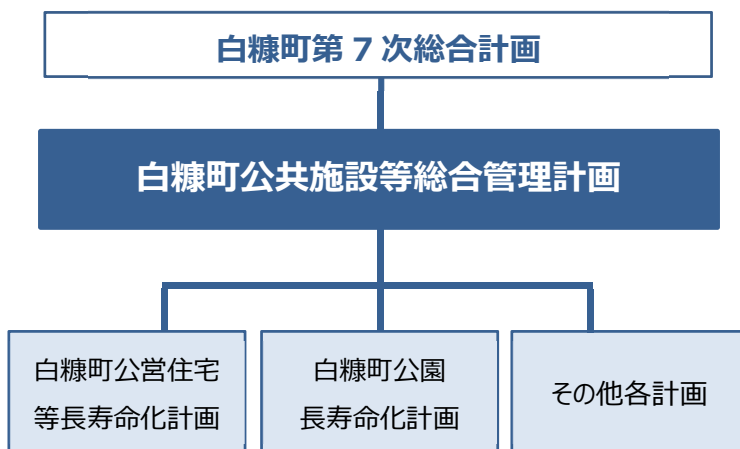 白糠町第 7 次総合計画
白糠町公共施設等総合管理計画
白糠町公営住宅
等長寿命化計画
白糠町公園
長寿命化計画
その他各計画